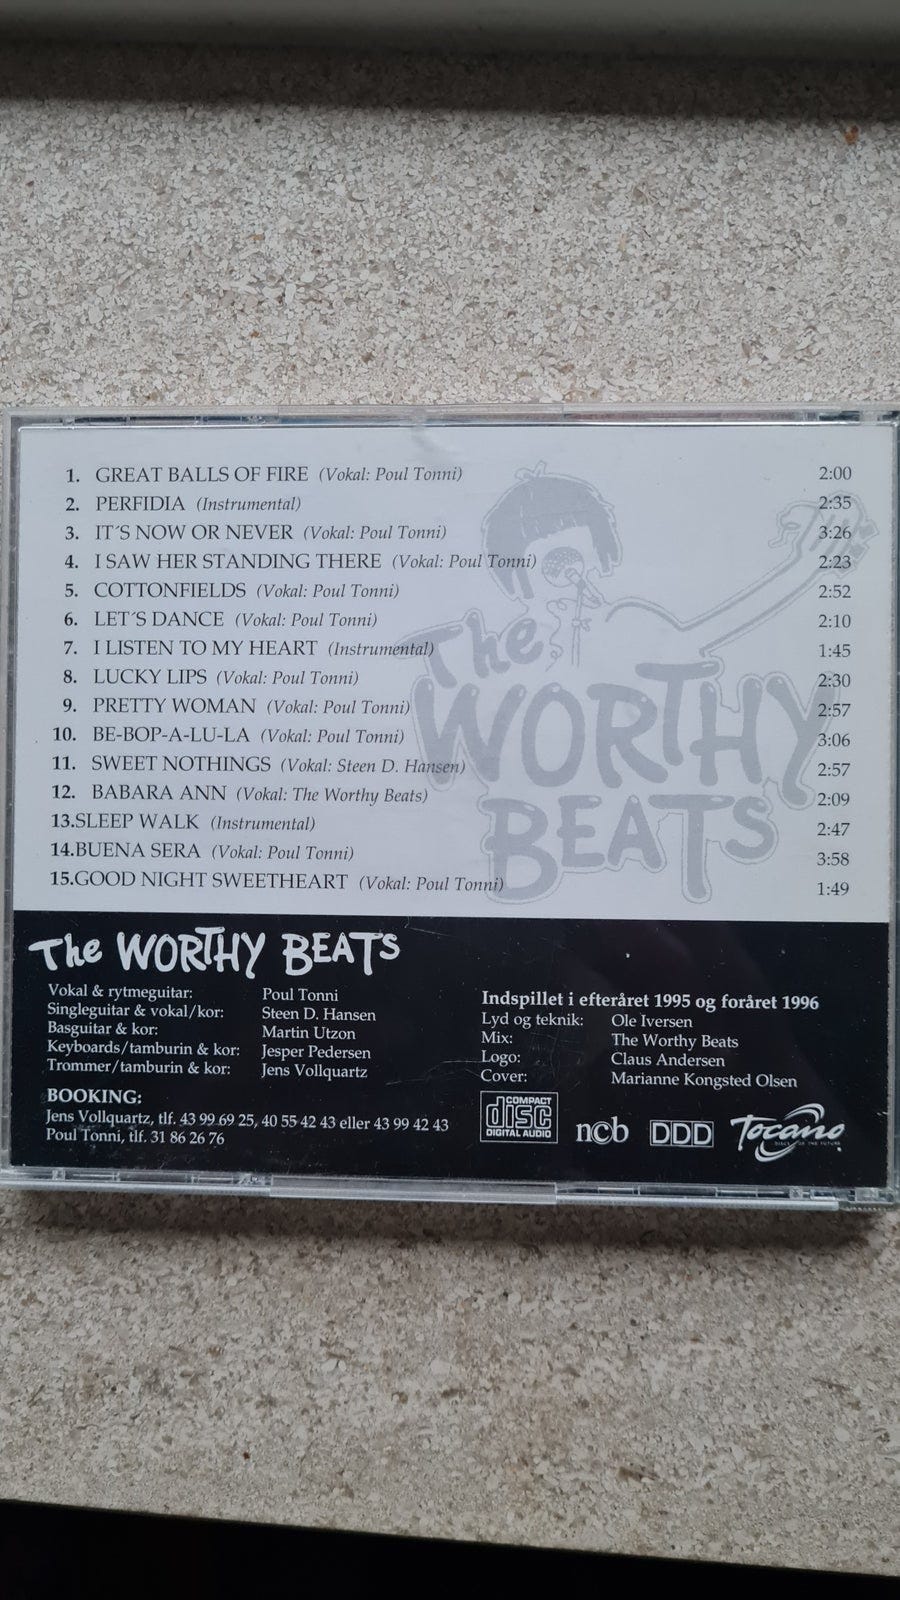 1. GREAT BALLS OF FIRE (Vokal: Poul Tonni) 2:00
2. PERFIDIA (Instrumental) 2:35
3. IT´S NOW OR NEVER (Vokal: Poul Tonni) 3:26
4. I SAW HER STANDING THERE (Vokal: Poul Tonni) 2:23
5. COTTONFIELDS (Vokal: Poul Tonni) 2:52
6. LET´S DANCE (Vokal: Poul Tonni) 2:10
7. I LISTEN TO MY HEART (Instrumental) 1:45
8. LUCKY LIPS (Vokal: Poul Tonni) 2:30
9. PRETTY WOMAN (Vokal: Poul Tonni) 2:57
10. BE-BOP-A-LU-LA (Vokal: Poul Tonni) 3:06
11. SWEET NOTHINGS (Vokal: Steen D. Hansen) 2:57
12. BABARA ANN (Vokal: The Worthy Beats) 2:09
13.SLEEP WALK (Instrumental) 2:47
14.BUENA SERA (Vokal: Poul Tonni) 3:58
15.GOOD NIGHT SWEETHEART (Vokal: Poul Tonni) 1:49
The
WORTHY
BEATS
The WORTHY BEATS
Vokal & rytmeguitar: Poul Tonni
Singleguitar & vokal/kor: Steen D. Hansen
Basguitar & kor: Martin Utzon
Keyboards/tamburin & kor: Jesper Pedersen
Trommer/tamburin & kor: Jens Vollquartz
BOOKING:
Jens Vollquartz, tlf. 43 99 69 25, 40 55 42 43 eller 43 99 42 43
Poul Tonni, tlf. 31 86 26 76
Indspillet i efteråret 1995 og foråret 1996
Lyd og teknik: Ole Iversen
Mix: The Worthy Beats
Logo: Claus Andersen
Cover: Marianne Kongsted Olsen
COMPACT
disc
DIGITAL AUDIO
ncb
DDD
Tocano
DISCS OF THE FUTURE